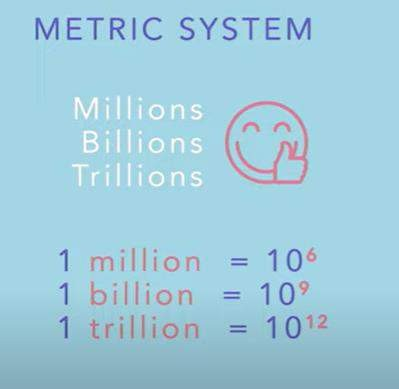 METRIC SYSTEM
Millions
Billions
Trillions
1 million = 10⁶
1 billion = 10⁹
1 trillion = 10¹²